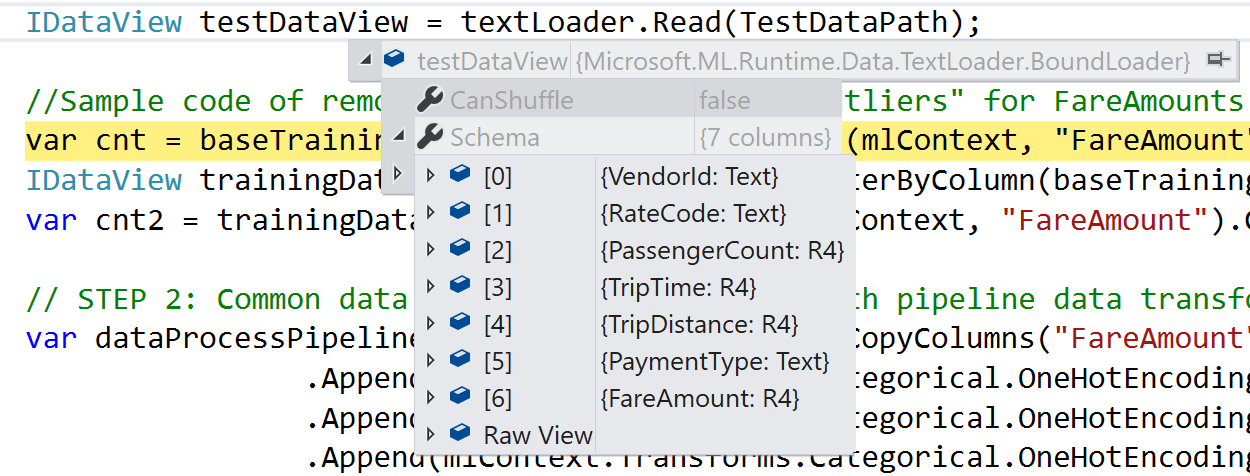 IDataView testDataView = textLoader.Read(TestDataPath);
testDataView {Microsoft.ML.Runtime.Data.TextLoader.BoundLoader}
//Sample code of remo CanShuffle false tliers" for FareAmounts
var cnt = baseTrainin Schema {7 columns} (mlContext, "FareAmount"
IDataView trainingDat [0] {VendorId: Text} terByColumn(baseTraining
var cnt2 = trainingData [1] {RateCode: Text} Context, "FareAmount").C
[2] {PassengerCount: R4}
// STEP 2: Common data [3] {TripTime: R4} th pipeline data transfo
var dataProcessPipeline [4] {TripDistance: R4} CopyColumns("FareAmount"
.Append [5] {PaymentType: Text} ategorical.OneHotEncoding
.Append [6] {FareAmount: R4} ategorical.OneHotEncoding
Raw View
.Append(mlContext.Transforms.Categorical.OneHotEncoding